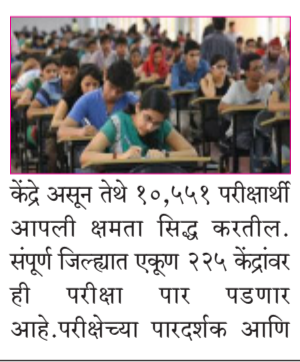 केंद्रे असून तेथे १०,५५१ परीक्षार्थी
आपली क्षमता सिद्ध करतील.
संपूर्ण जिल्ह्यात एकूण २२५ केंद्रांवर
ही परीक्षा पार पडणार
आहे.परीक्षेच्या पारदर्शक आणि